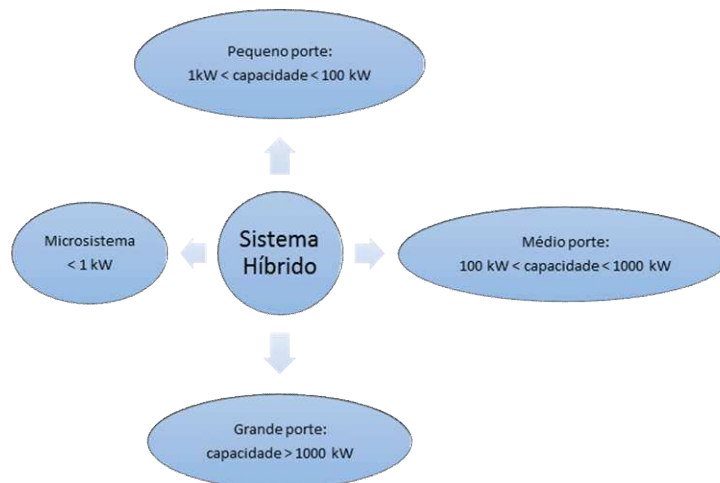 Pequeno porte:
1kW < capacidade < 100 kW
Microsistema
< 1 kW
Sistema
Híbrido
Médio porte:
100 kW < capacidade < 1000 kW
Grande porte:
capacidade > 1000 kW